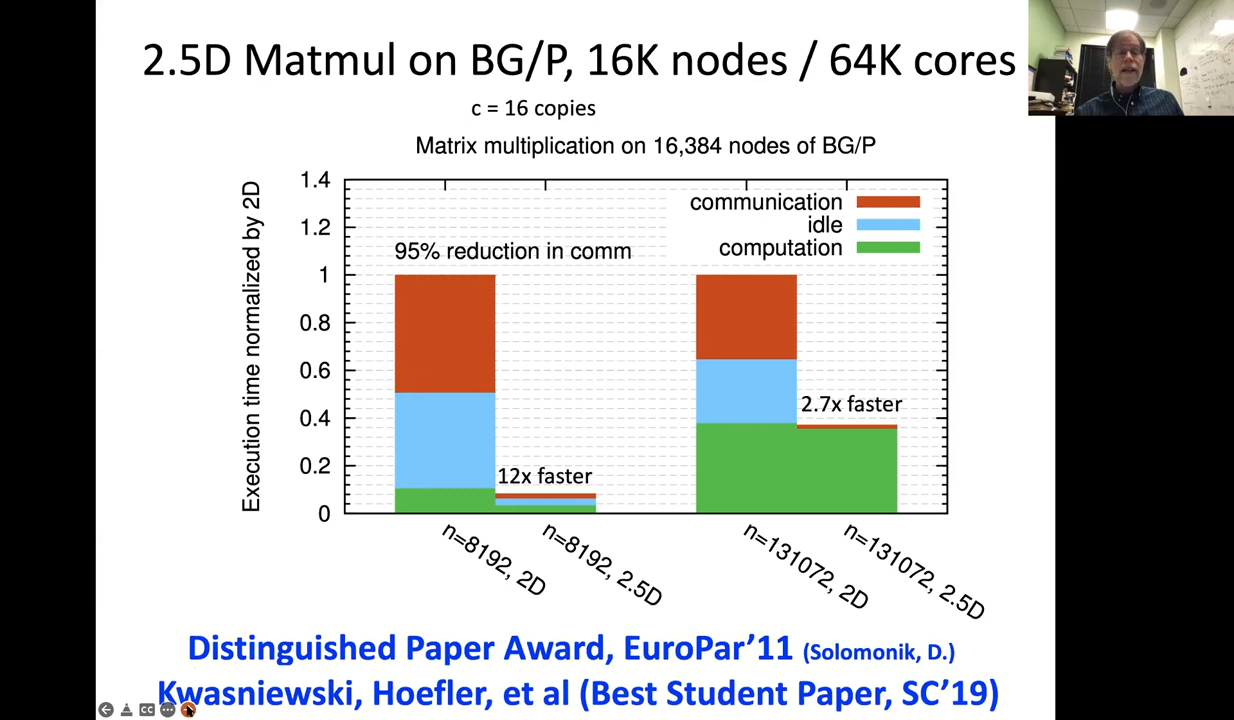 2.5D Matmul on BG/P, 16K nodes / 64K cores
c = 16 copies
Matrix multiplication on 16,384 nodes of BG/P
Execution time normalized by 2D
1.4
1.2
1
0.8
0.6
0.4
0.2
0
communication
idle
computation
95% reduction in comm
12x faster
2.7x faster
n=8192, 2D
n=8192, 2.5D
n=131072, 2D
n=131072, 2.5D
Distinguished Paper Award, EuroPar’11 (Solomonik, D.)
Kwasniewski, Hoefler, et al (Best Student Paper, SC’19)
CC